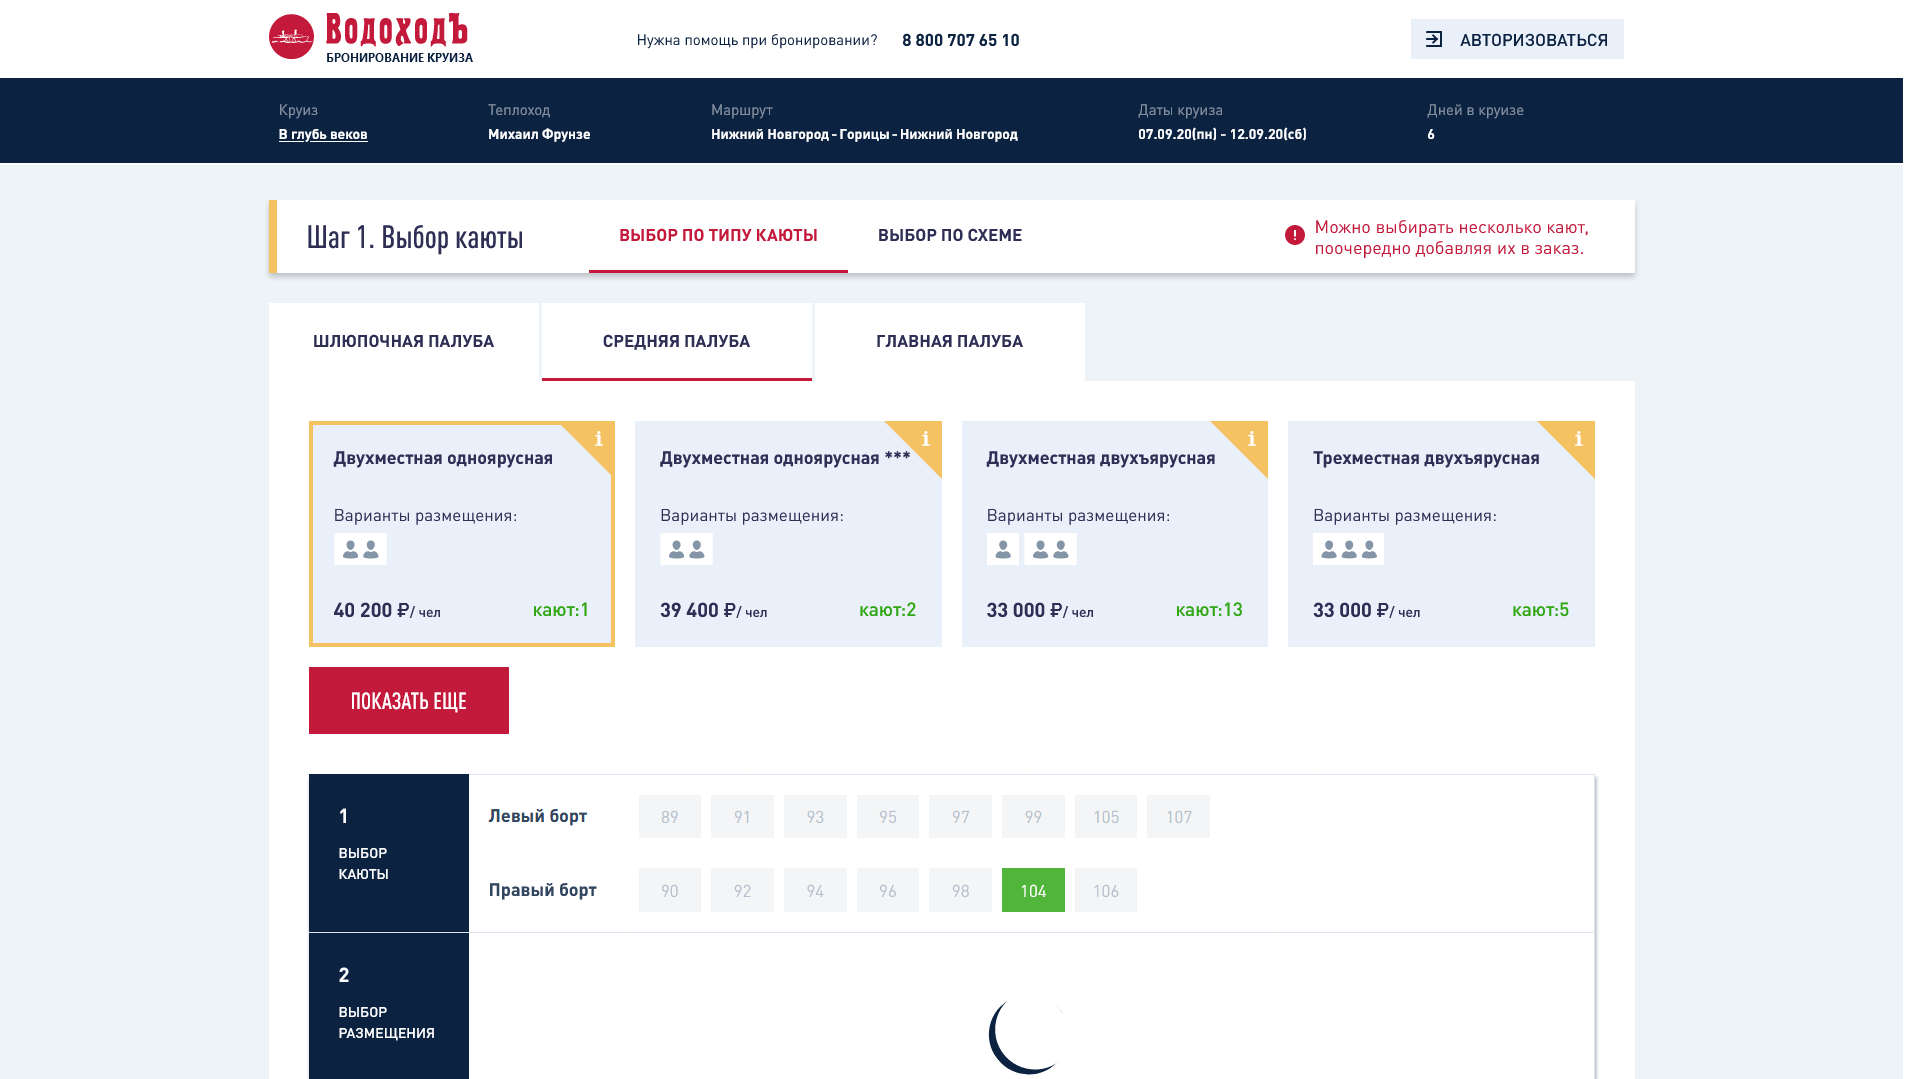 ВодоходЪ
БРОНИРОВАНИЕ КРУИЗА
Нужна помощь при бронировании? 8 800 707 65 10
АВТОРИЗОВАТЬСЯ
Круиз
В глубь веков
Теплоход
Михаил Фрунзе
Маршрут
Нижний Новгород - Горицы - Нижний Новгород
Даты круиза
07.09.20(пн) - 12.09.20(сб)
Дней в круизе
6
Шаг 1. Выбор каюты
ВЫБОР ПО ТИПУ КАЮТЫ
ВЫБОР ПО СХЕМЕ
Можно выбирать несколько кают,
поочередно добавляя их в заказ.
ШЛЮПОЧНАЯ ПАЛУБА
СРЕДНЯЯ ПАЛУБА
ГЛАВНАЯ ПАЛУБА
Двухместная одноярусная
i
Варианты размещения:
40 200 ₽/ чел
кают:1
Двухместная одноярусная ***
i
Варианты размещения:
39 400 ₽/ чел
кают:2
Двухместная двухъярусная
i
Варианты размещения:
33 000 ₽/ чел
кают:13
Трехместная двухъярусная
i
Варианты размещения:
33 000 ₽/ чел
кают:5
ПОКАЗАТЬ ЕЩЕ
1
ВЫБОР
КАЮТЫ
Левый борт 89 91 93 95 97 99 105 107
Правый борт 90 92 94 96 98 104 106
2
ВЫБОР
РАЗМЕЩЕНИЯ